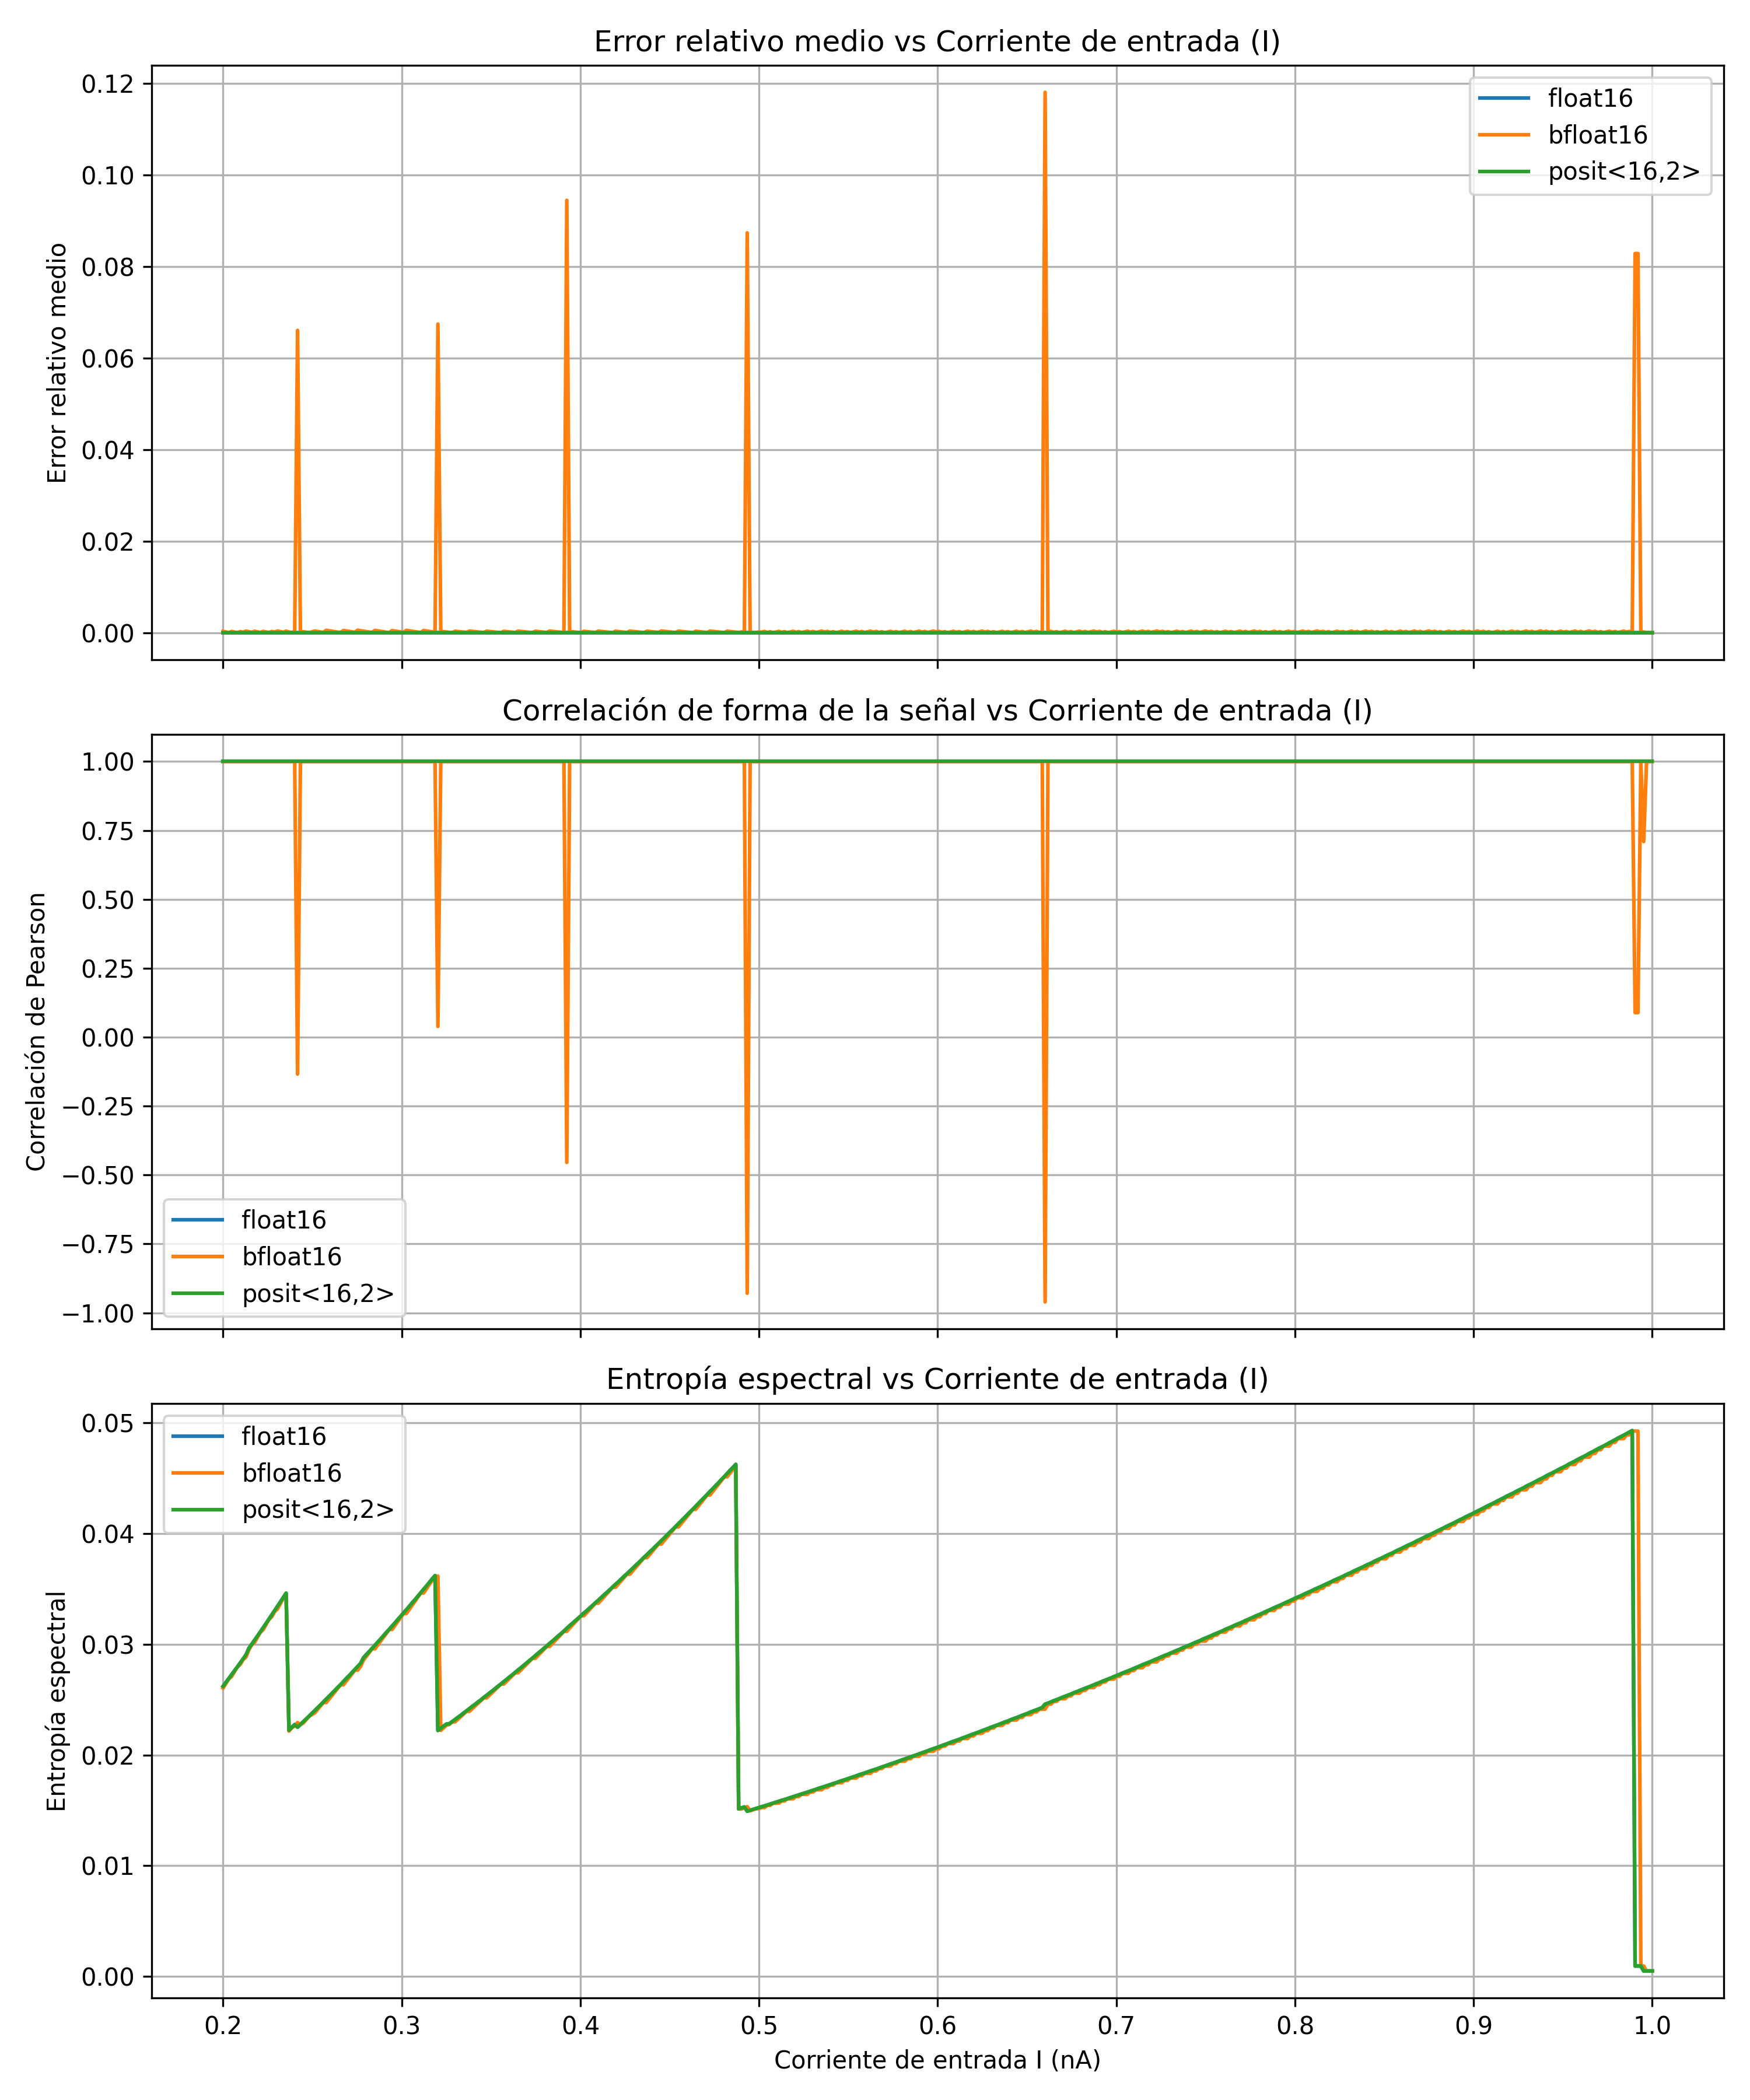 Error relativo medio vs Corriente de entrada (I)
0.12
0.10
0.08
0.06
0.04
0.02
0.00
Error relativo medio
float16
bfloat16
posit<16,2>
Correlación de forma de la señal vs Corriente de entrada (I)
1.00
0.75
0.50
0.25
0.00
−0.25
−0.50
−0.75
−1.00
Correlación de Pearson
float16
bfloat16
posit<16,2>
Entropía espectral vs Corriente de entrada (I)
0.05
0.04
0.03
0.02
0.01
0.00
Entropía espectral
float16
bfloat16
posit<16,2>
0.2 0.3 0.4 0.5 0.6 0.7 0.8 0.9 1.0
Corriente de entrada I (nA)